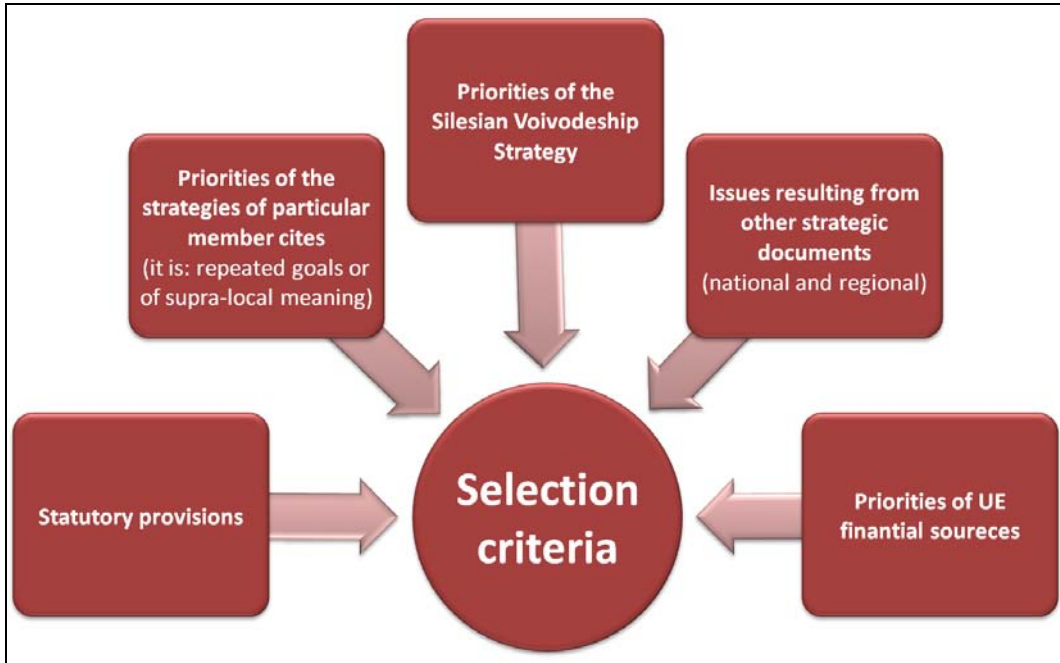 Priorities of the
Silesian Voivodeship
Strategy
Priorities of the
strategies of particular
member cites
(it is: repeated goals or
of supra-local meaning)
Issues resulting from
other strategic
documents
(national and regional)
Statutory provisions
Selection
criteria
Priorities of UE
finantial soureces